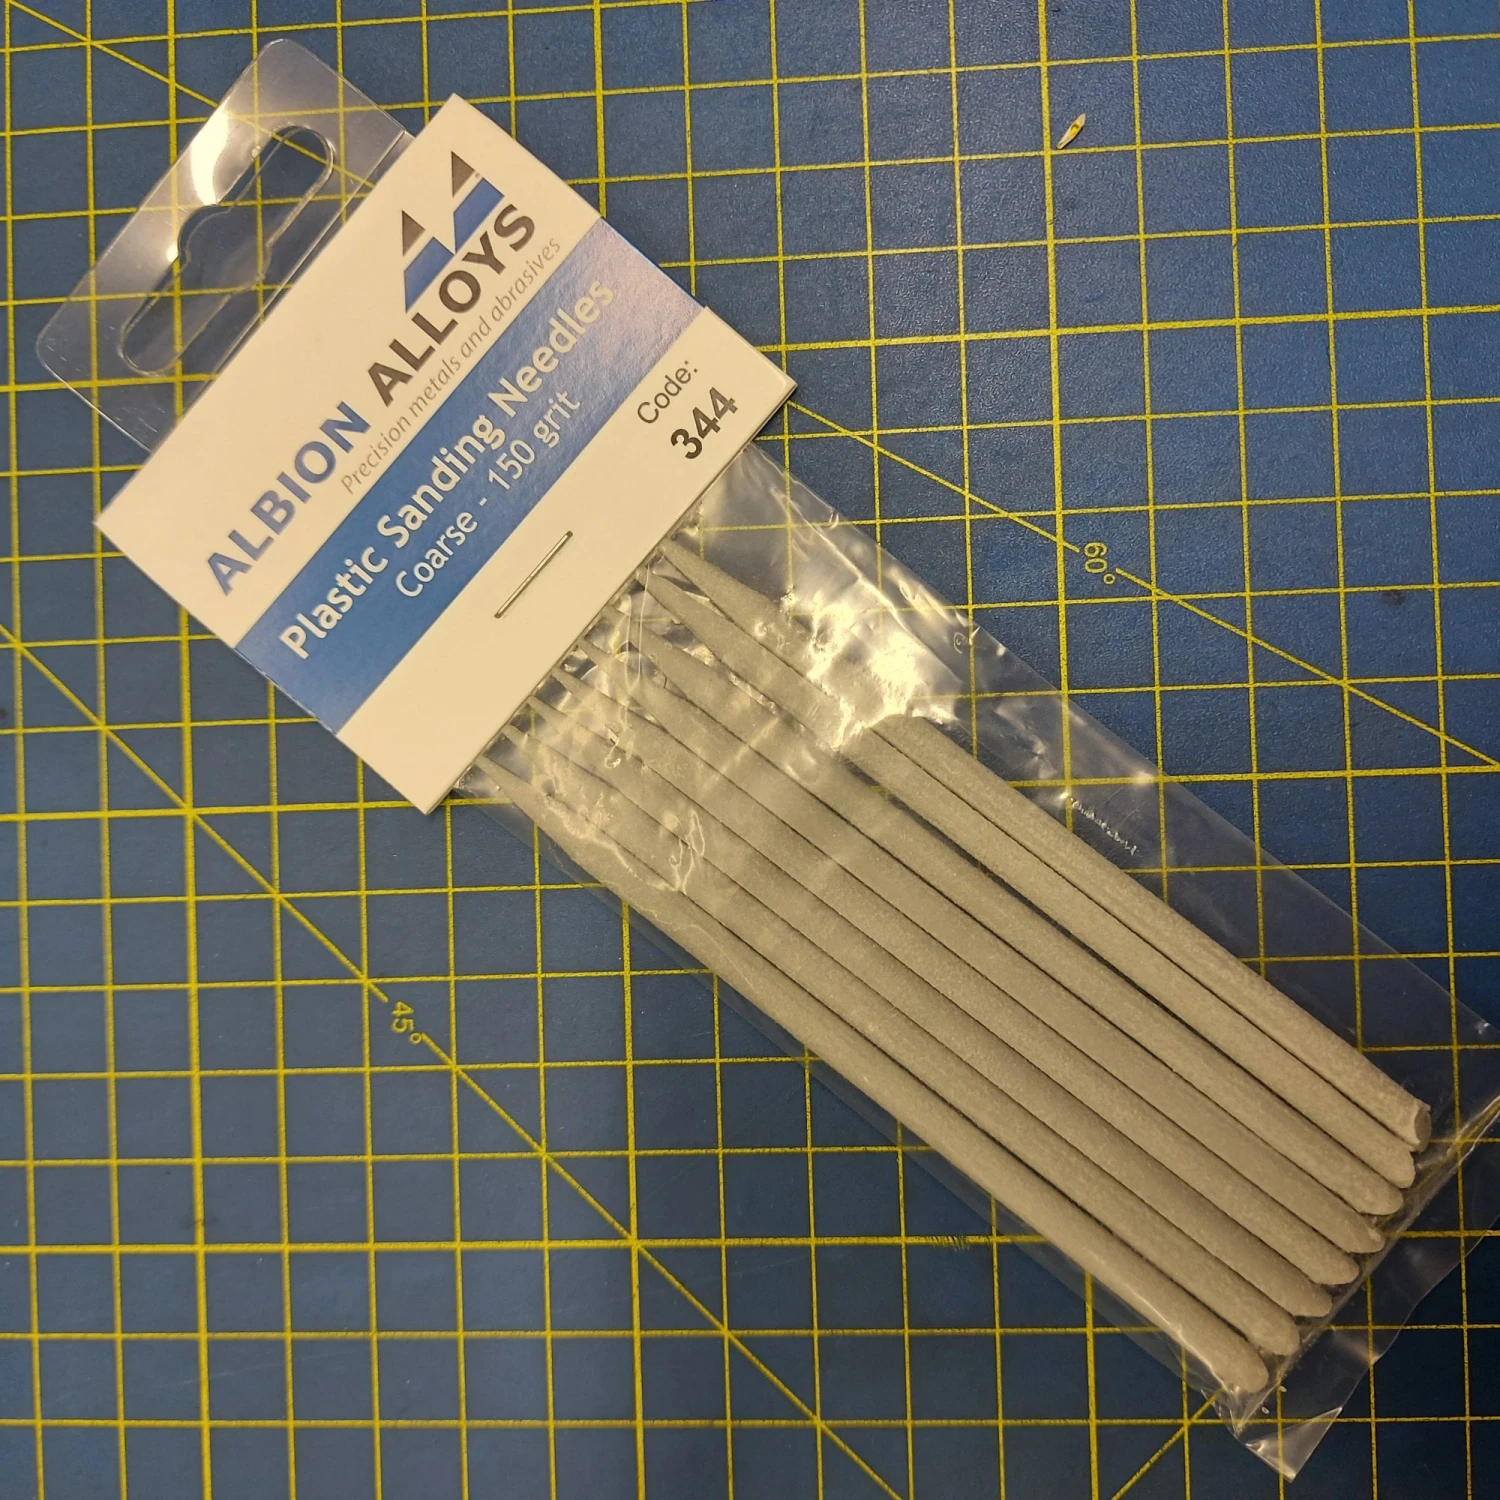 ALBION ALLOYS
Precision metals and abrasives
Plastic Sanding Needles
Coarse - 150 grit
Code:
344
60°
45°